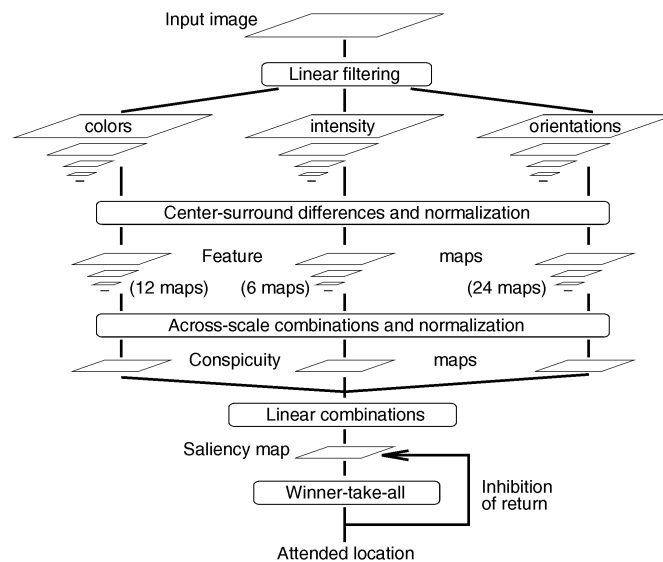 Input image
Linear filtering
colors
intensity
orientations
Center-surround differences and normalization
Feature maps
(12 maps)
(6 maps)
(24 maps)
Across-scale combinations and normalization
Conspicuity maps
Linear combinations
Saliency map
Winner-take-all
Inhibition
of return
Attended location